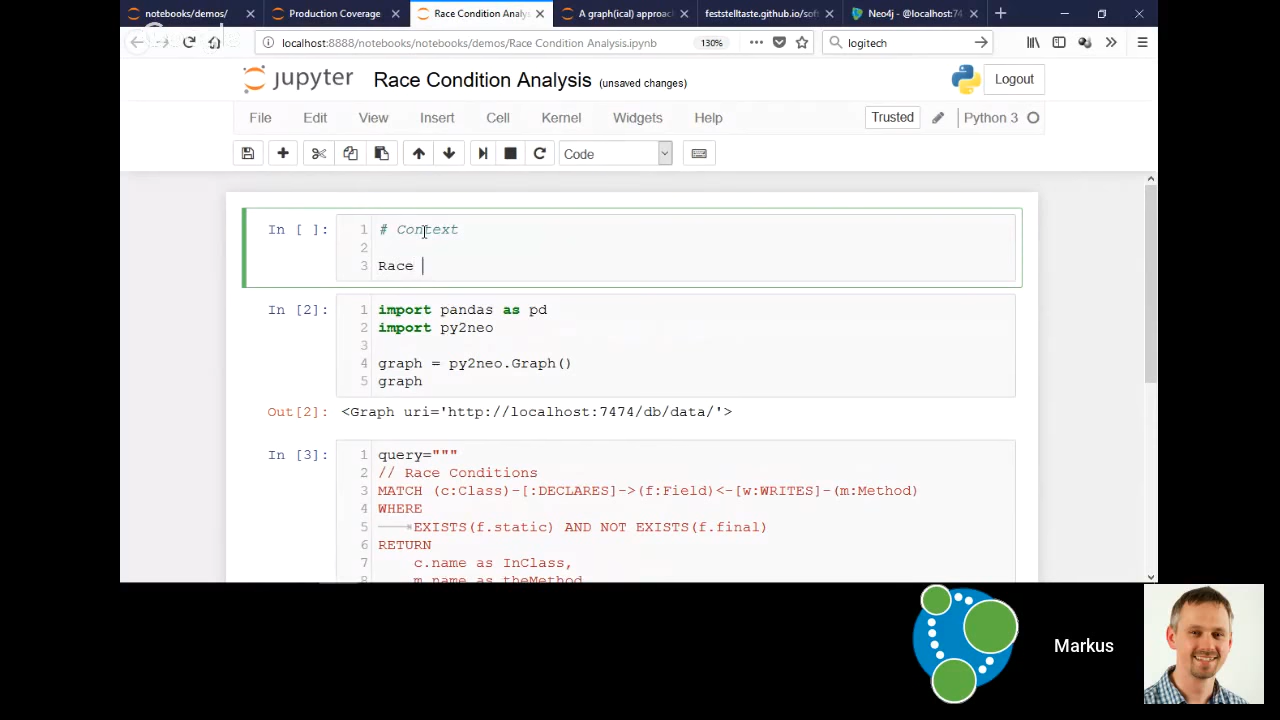 notebooks/demos/
Production Coverage
Race Condition Analys
A graph(ical) approac
feststelltaste.github.io/soft
Neo4j - @localhost:74
localhost:8888/notebooks/notebooks/demos/Race Condition Analysis.ipynb
130%
logitech
jupyter
Race Condition Analysis (unsaved changes)
Logout
File
Edit
View
Insert
Cell
Kernel
Widgets
Help
Trusted
Python 3
Code
In [ ]:
1 # Context
2
3 Race
In [2]:
1 import pandas as pd
2 import py2neo
3
4 graph = py2neo.Graph()
5 graph
Out[2]: <Graph uri='http://localhost:7474/db/data/'>
In [3]:
1 query="""
2 // Race Conditions
3 MATCH (c:Class)-[:DECLARES]->(f:Field)<-[w:WRITES]-(m:Method)
4 WHERE
5 EXISTS(f.static) AND NOT EXISTS(f.final)
6 RETURN
7 c.name as InClass,
8 m.name as theMethod,
Markus